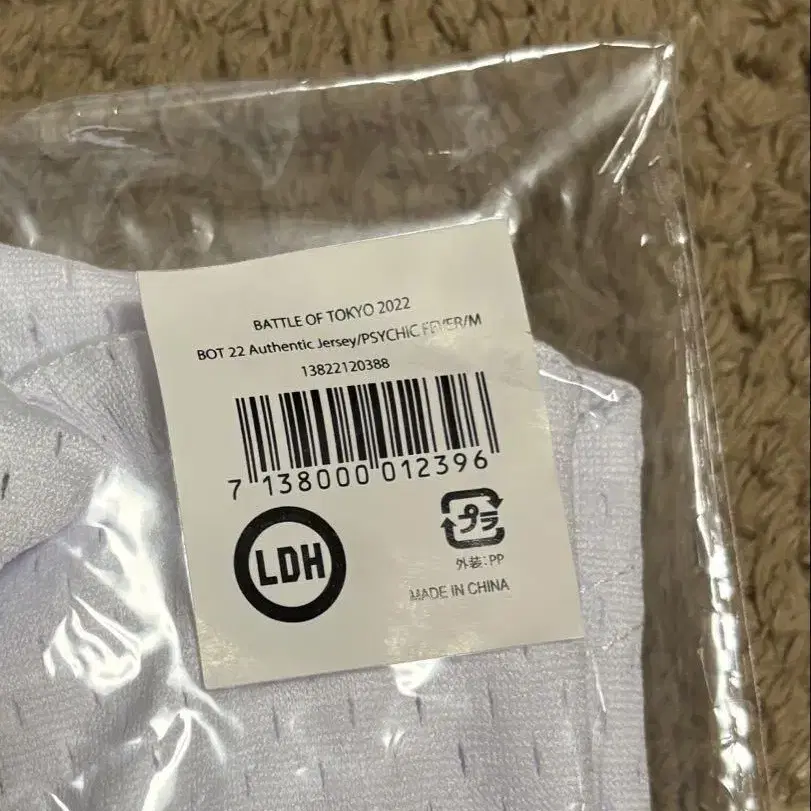 BATTLE OF TOKYO 2022
BOT 22 Authentic Jersey/PSYCHIC FEVER/M
13822120388
7 138000 012396
LDH
プラ
外装:PP
MADE IN CHINA